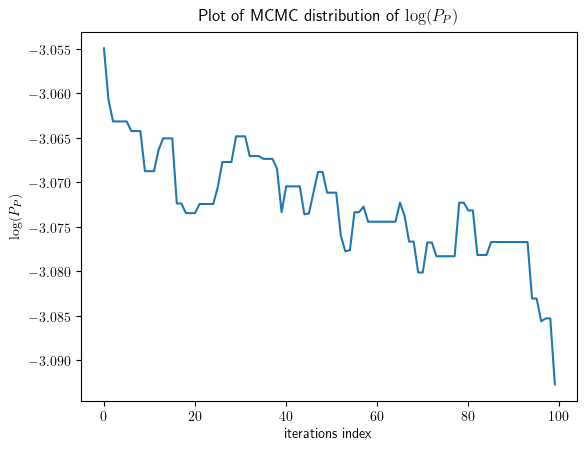 Plot of MCMC distribution of log(P_P)
−3.055
−3.060
−3.065
−3.070
−3.075
−3.080
−3.085
−3.090
log(P_P)
0 20 40 60 80 100
iterations index